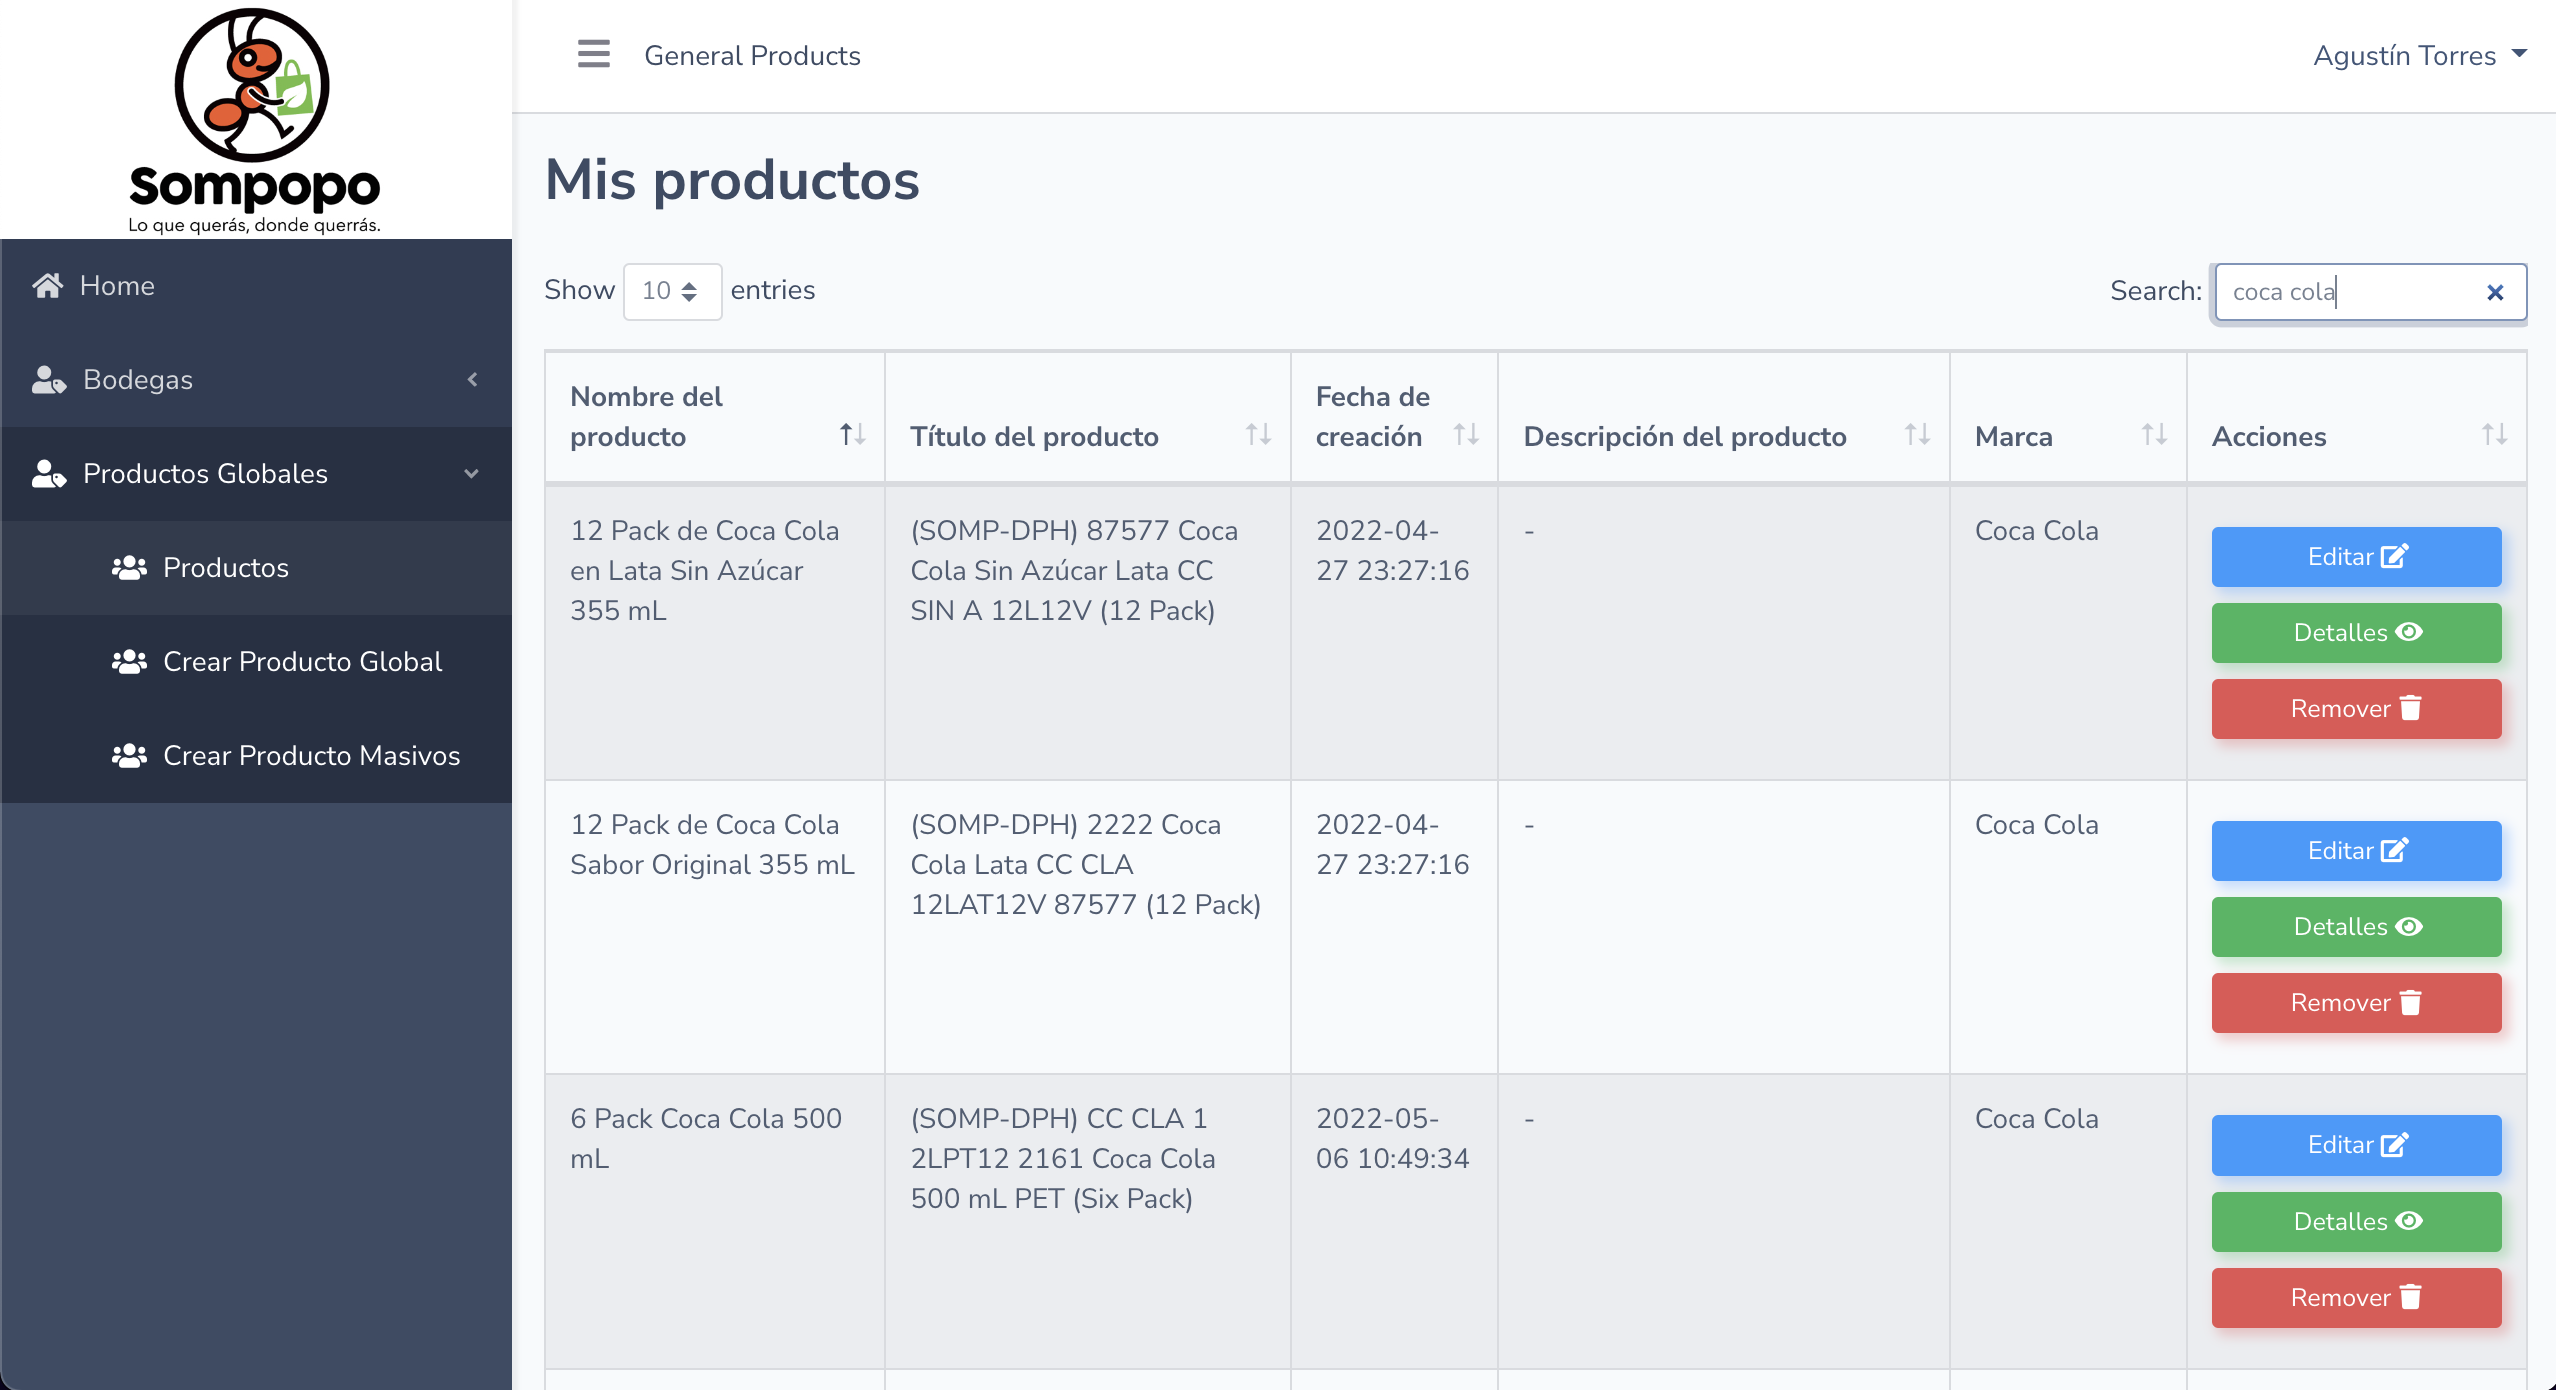 Sompopo
Lo que querás, donde querrás.
Home
Bodegas
Productos Globales
Productos
Crear Producto Global
Crear Producto Masivos
General Products
Agustín Torres
Mis productos
Show 10 entries
Search: coca cola
Nombre del
producto
Título del producto
Fecha de
creación
Descripción del producto
Marca
Acciones
12 Pack de Coca Cola
en Lata Sin Azúcar
355 mL
(SOMP-DPH) 87577 Coca
Cola Sin Azúcar Lata CC
SIN A 12L12V (12 Pack)
2022-04-
27 23:27:16
-
Coca Cola
Editar
Detalles
Remover
12 Pack de Coca Cola
Sabor Original 355 mL
(SOMP-DPH) 2222 Coca
Cola Lata CC CLA
12LAT12V 87577 (12 Pack)
2022-04-
27 23:27:16
-
Coca Cola
Editar
Detalles
Remover
6 Pack Coca Cola 500
mL
(SOMP-DPH) CC CLA 1
2LPT12 2161 Coca Cola
500 mL PET (Six Pack)
2022-05-
06 10:49:34
-
Coca Cola
Editar
Detalles
Remover